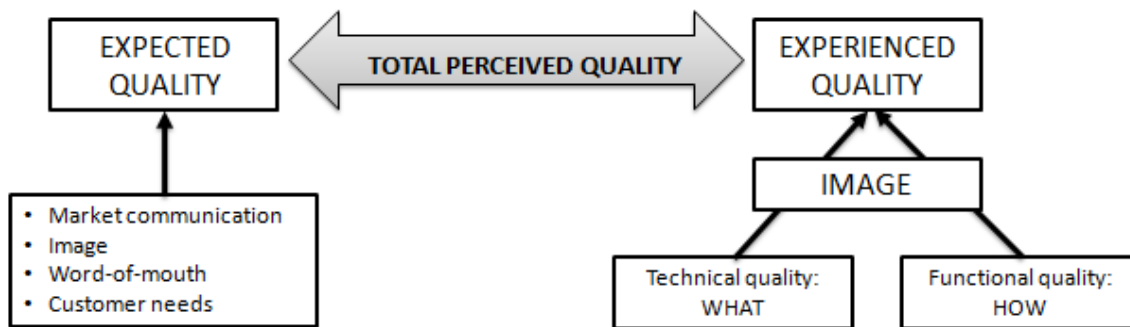 EXPECTED
QUALITY
TOTAL PERCEIVED QUALITY
EXPERIENCED
QUALITY
IMAGE
• Market communication
• Image
• Word-of-mouth
• Customer needs
Technical quality:
WHAT
Functional quality:
HOW